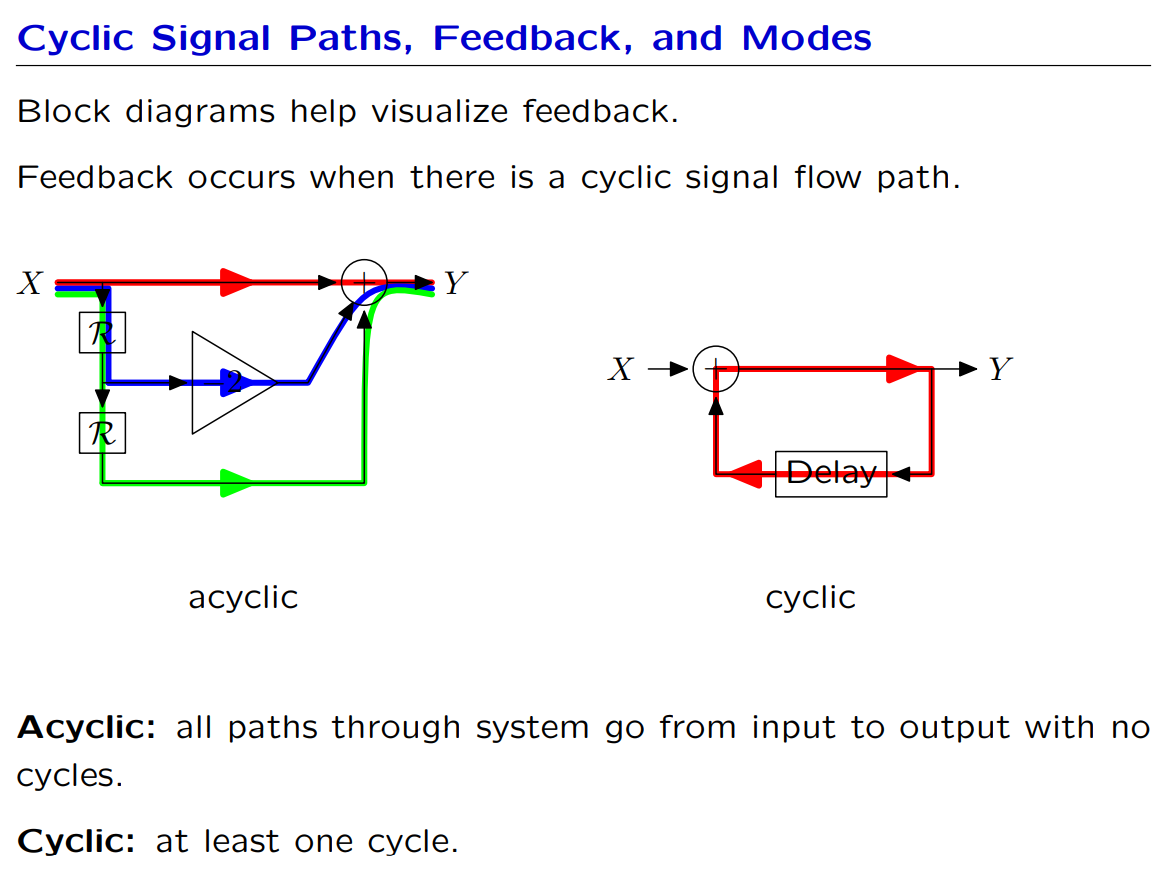 Cyclic Signal Paths, Feedback, and Modes
Block diagrams help visualize feedback.
Feedback occurs when there is a cyclic signal flow path.
X
+
Y
R
2
R
X
+
Y
Delay
acyclic
cyclic
Acyclic: all paths through system go from input to output with no
cycles.
Cyclic: at least one cycle.